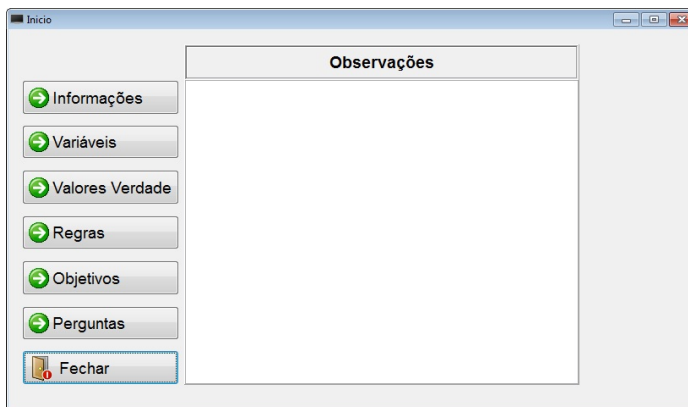 Inicio
Observações
Informações
Variáveis
Valores Verdade
Regras
Objetivos
Perguntas
Fechar